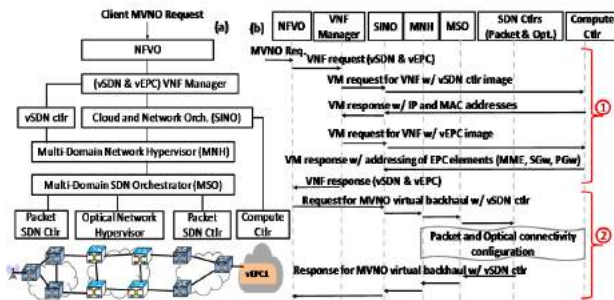 Client MVNO Request
(a)
NFVO
(vSDN & vEPC) VNF Manager
vSDN ctlr
Cloud and Network Orch. (SINO)
Multi-Domain Network Hypervisor (MNH)
Multi-Domain SDN Orchestrator (MSO)
Packet SDN Ctlr
Optical Network Hypervisor
Packet SDN Ctlr
Compute Ctlr
vEPC1
(b)
NFVO
VNF Manager
SINO
MNH
MSO
SDN Ctlrs (Packet & Opt.)
Compute Ctlr
MVNO Req.
VNF request (vSDN & vEPC)
VM request for VNF w/ vSDN ctlr image
VM response w/ IP and MAC addresses
VM request for VNF w/ vEPC image
VM response w/ addressing of EPC elements (MME, SGw, PGw)
VNF response (vSDN & vEPC)
1
Request for MVNO virtual backhaul w/ vSDN ctlr
Packet and Optical connectivity configuration
Response for MVNO virtual backhaul w/ vSDN ctlr
2